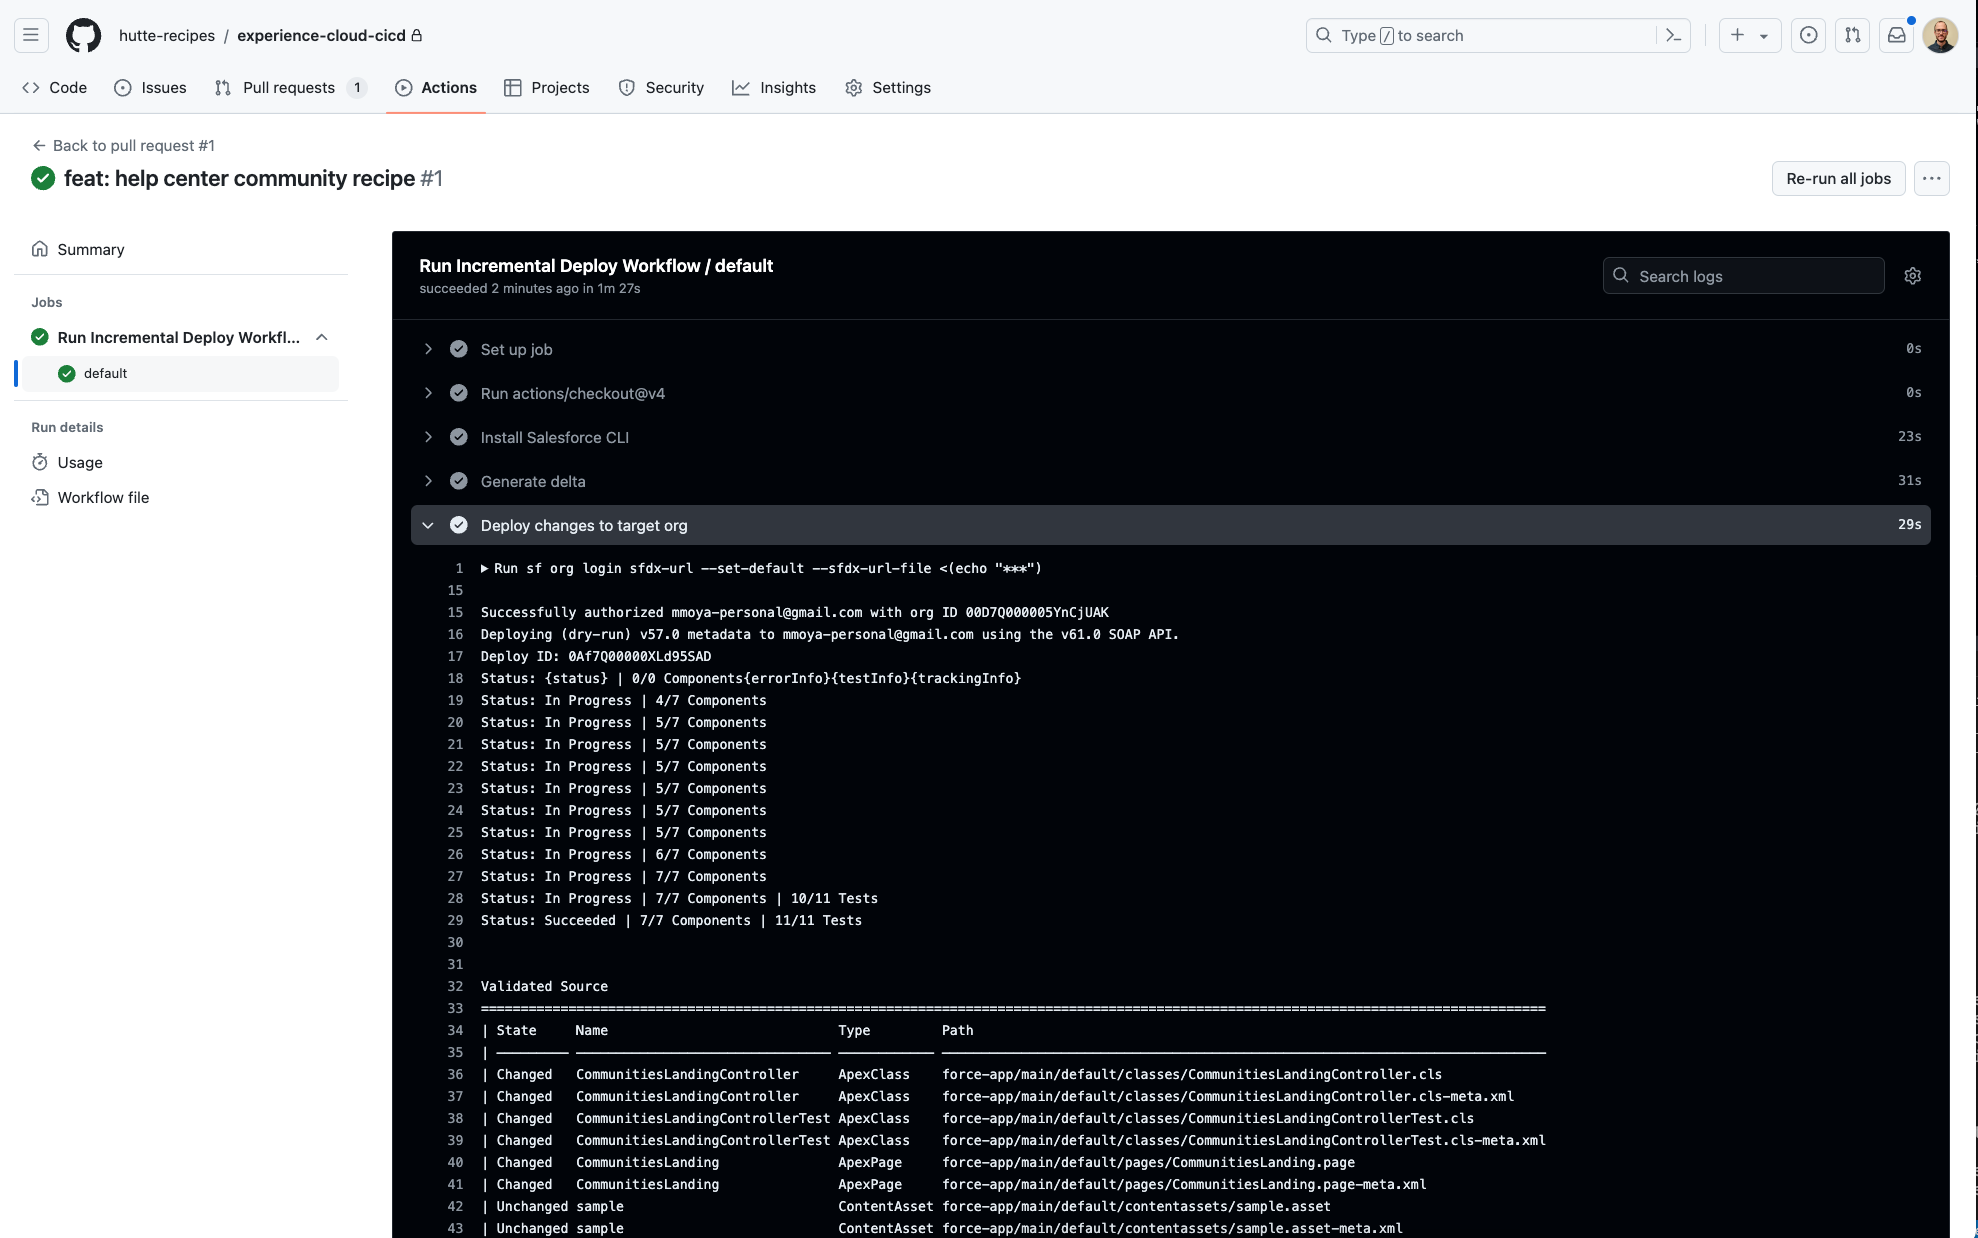 hutte-recipes / experience-cloud-cicd
Type / to search
Code
Issues
Pull requests 1
Actions
Projects
Security
Insights
Settings
← Back to pull request #1
feat: help center community recipe #1
Re-run all jobs
Summary
Jobs
Run Incremental Deploy Workfl...
default
Run details
Usage
Workflow file
Run Incremental Deploy Workflow / default
succeeded 2 minutes ago in 1m 27s
Search logs
Set up job 0s
Run actions/checkout@v4 0s
Install Salesforce CLI 23s
Generate delta 31s
Deploy changes to target org 29s
1 ▶ Run sf org login sfdx-url --set-default --sfdx-url-file <(echo "***")
15
15 Successfully authorized mmoya-personal@gmail.com with org ID 00D7Q000005YnCjUAK
16 Deploying (dry-run) v57.0 metadata to mmoya-personal@gmail.com using the v61.0 SOAP API.
17 Deploy ID: 0Af7Q00000XLd95SAD
18 Status: {status} | 0/0 Components{errorInfo}{testInfo}{trackingInfo}
19 Status: In Progress | 4/7 Components
20 Status: In Progress | 5/7 Components
21 Status: In Progress | 5/7 Components
22 Status: In Progress | 5/7 Components
23 Status: In Progress | 5/7 Components
24 Status: In Progress | 5/7 Components
25 Status: In Progress | 5/7 Components
26 Status: In Progress | 6/7 Components
27 Status: In Progress | 7/7 Components
28 Status: In Progress | 7/7 Components | 10/11 Tests
29 Status: Succeeded | 7/7 Components | 11/11 Tests
30
31
32 Validated Source
33
34 | State Name Type Path
35 |
36 | Changed CommunitiesLandingController ApexClass force-app/main/default/classes/CommunitiesLandingController.cls
37 | Changed CommunitiesLandingController ApexClass force-app/main/default/classes/CommunitiesLandingController.cls-meta.xml
38 | Changed CommunitiesLandingControllerTest ApexClass force-app/main/default/classes/CommunitiesLandingControllerTest.cls
39 | Changed CommunitiesLandingControllerTest ApexClass force-app/main/default/classes/CommunitiesLandingControllerTest.cls-meta.xml
40 | Changed CommunitiesLanding ApexPage force-app/main/default/pages/CommunitiesLanding.page
41 | Changed CommunitiesLanding ApexPage force-app/main/default/pages/CommunitiesLanding.page-meta.xml
42 | Unchanged sample ContentAsset force-app/main/default/contentassets/sample.asset
43 | Unchanged sample ContentAsset force-app/main/default/contentassets/sample.asset-meta.xml